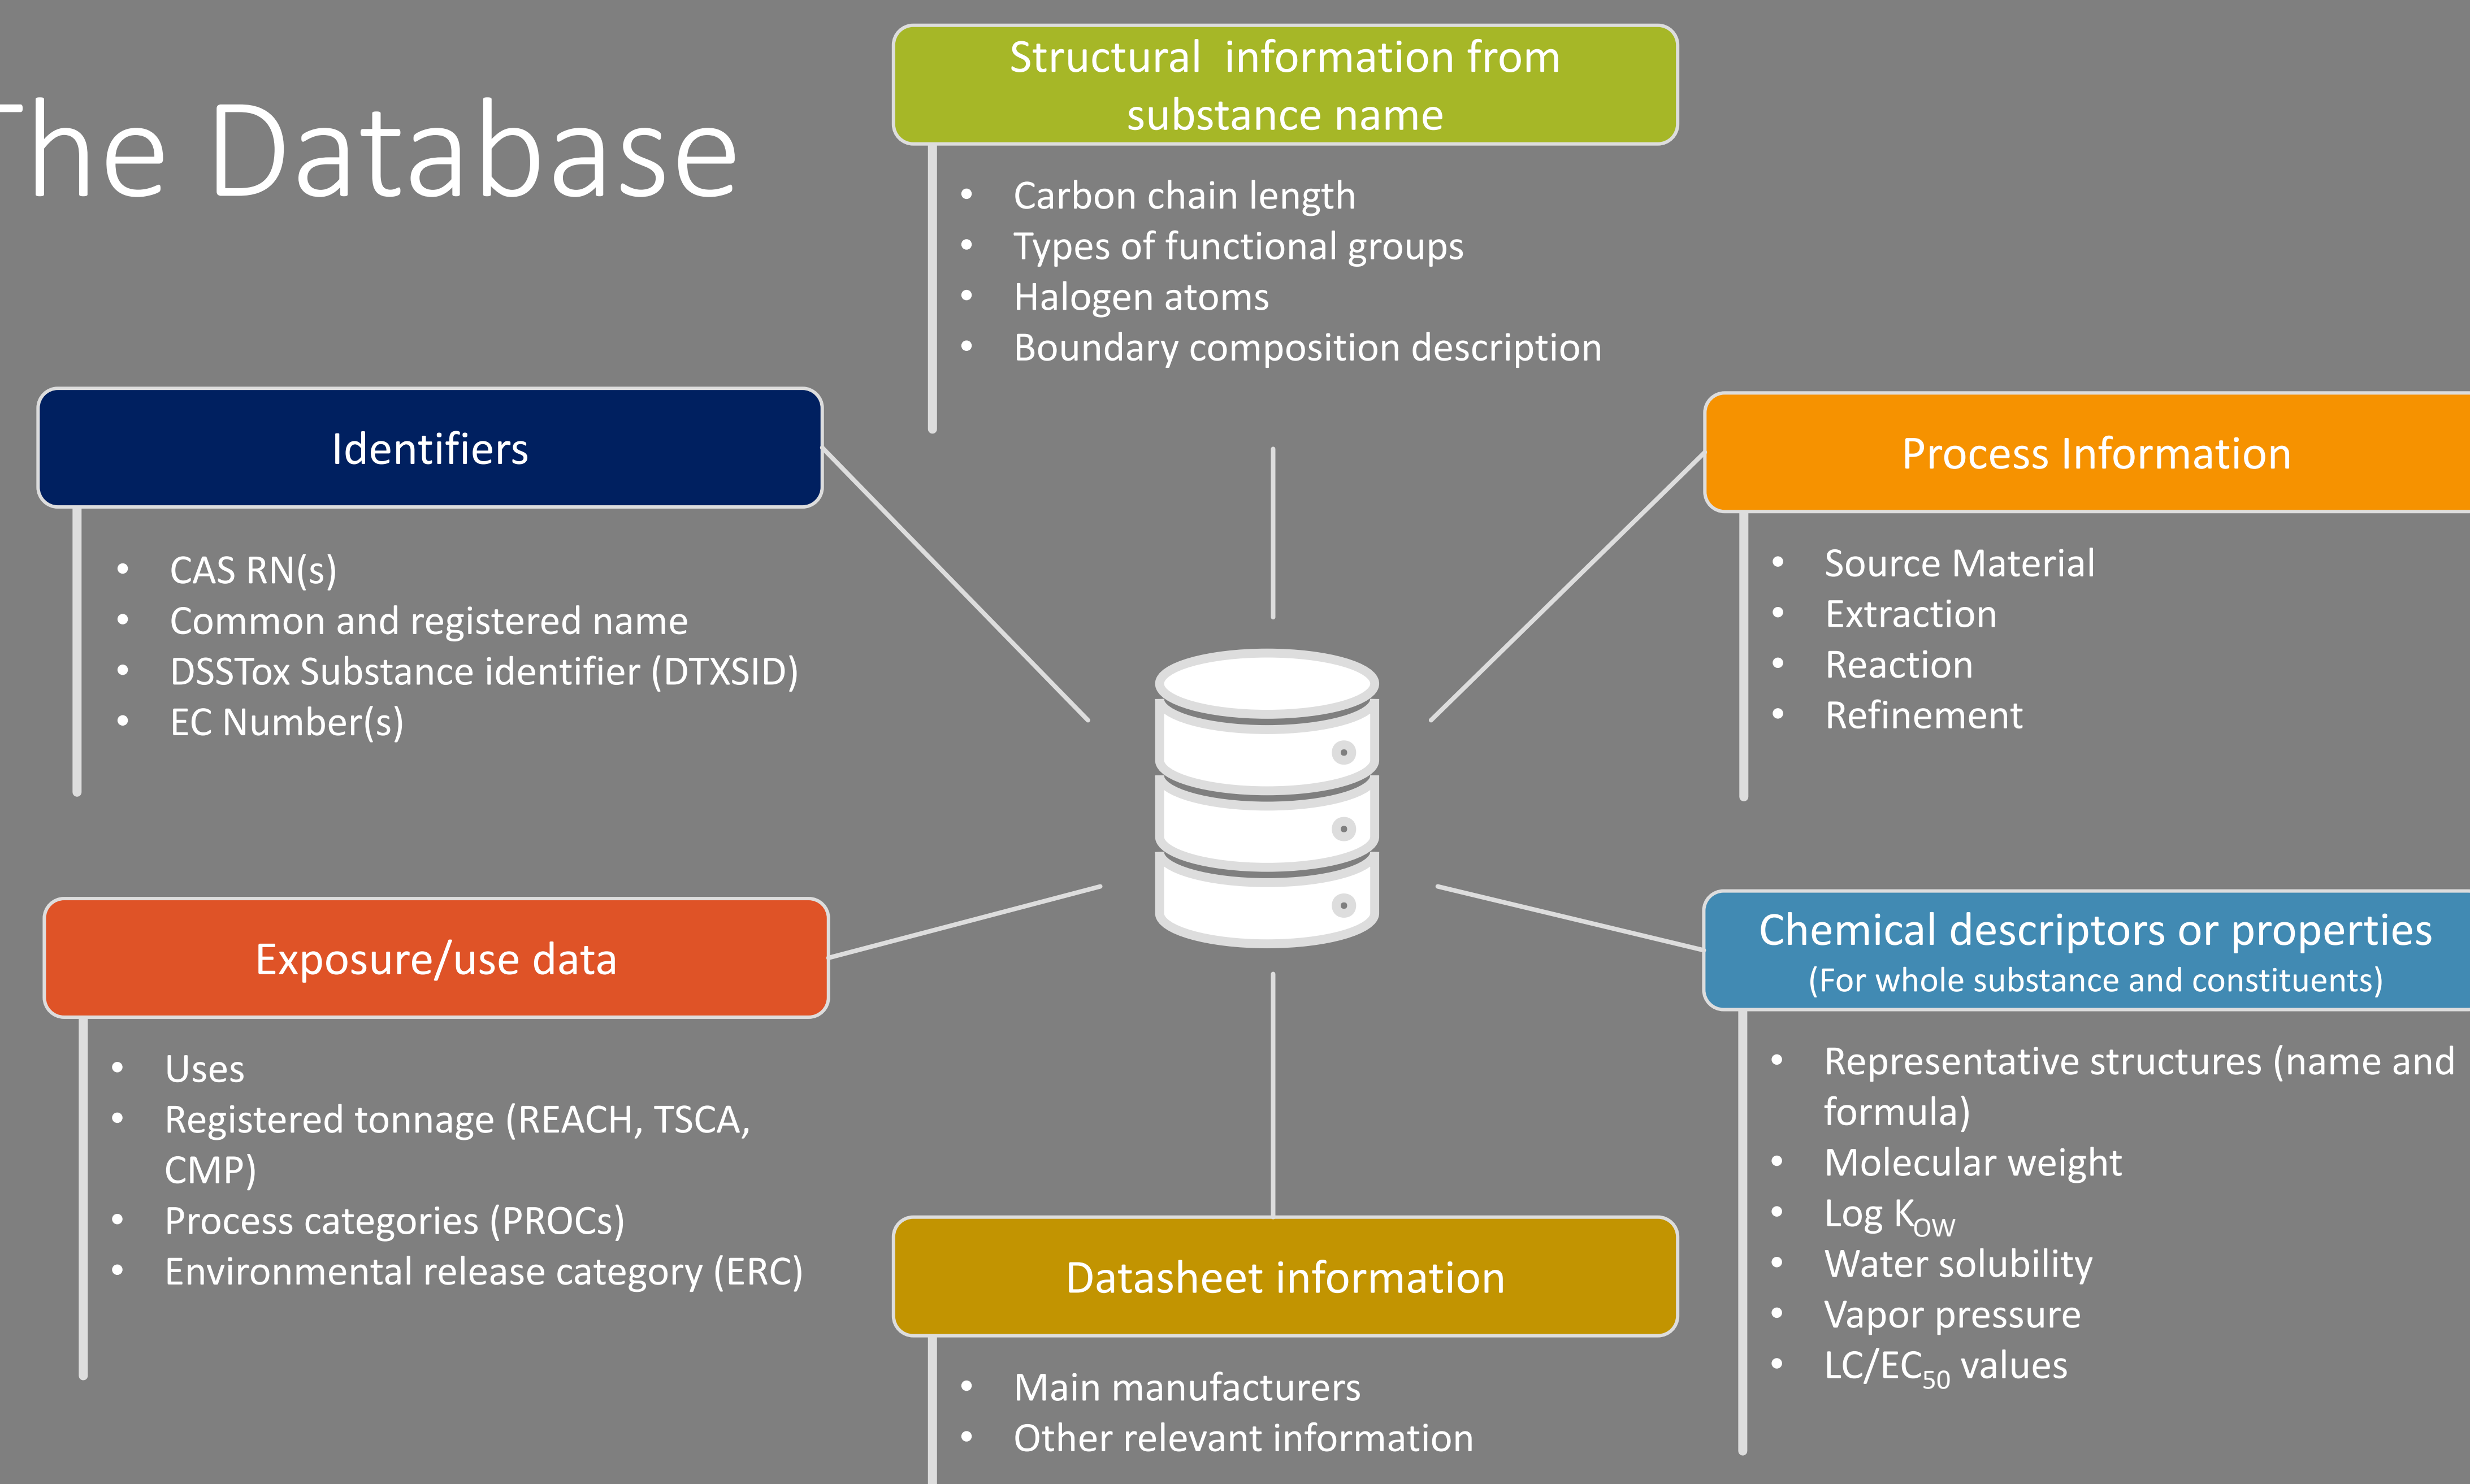 The Database
Structural information from
substance name
• Carbon chain length
• Types of functional groups
• Halogen atoms
• Boundary composition description
Identifiers
• CAS RN(s)
• Common and registered name
• DSSTox Substance identifier (DTXSID)
• EC Number(s)
Process Information
• Source Material
• Extraction
• Reaction
• Refinement
Exposure/use data
• Uses
• Registered tonnage (REACH, TSCA,
CMP)
• Process categories (PROCs)
• Environmental release category (ERC)
Chemical descriptors or properties
(For whole substance and constituents)
• Representative structures (name and
formula)
• Molecular weight
• Log KOW
• Water solubility
• Vapor pressure
• LC/EC50 values
Datasheet information
• Main manufacturers
• Other relevant information